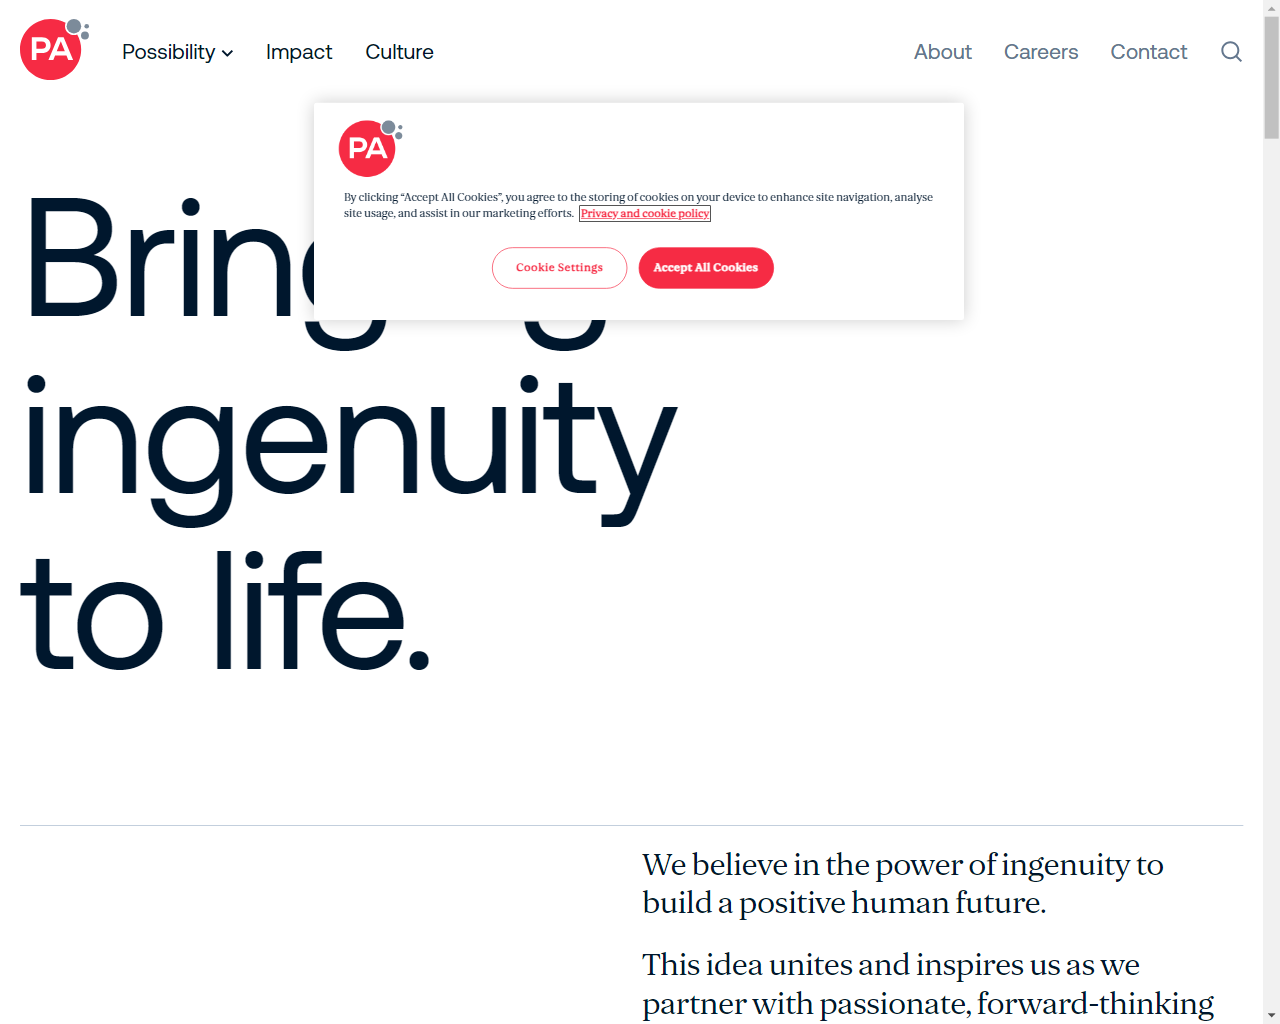 PA
Possibility
Impact
Culture
About
Careers
Contact
PA
By clicking “Accept All Cookies”, you agree to the storing of cookies on your device to enhance site navigation, analyse
site usage, and assist in our marketing efforts. Privacy and cookie policy
Cookie Settings
Accept All Cookies
ingenuity
to life.
We believe in the power of ingenuity to
build a positive human future.
This idea unites and inspires us as we
partner with passionate, forward-thinking